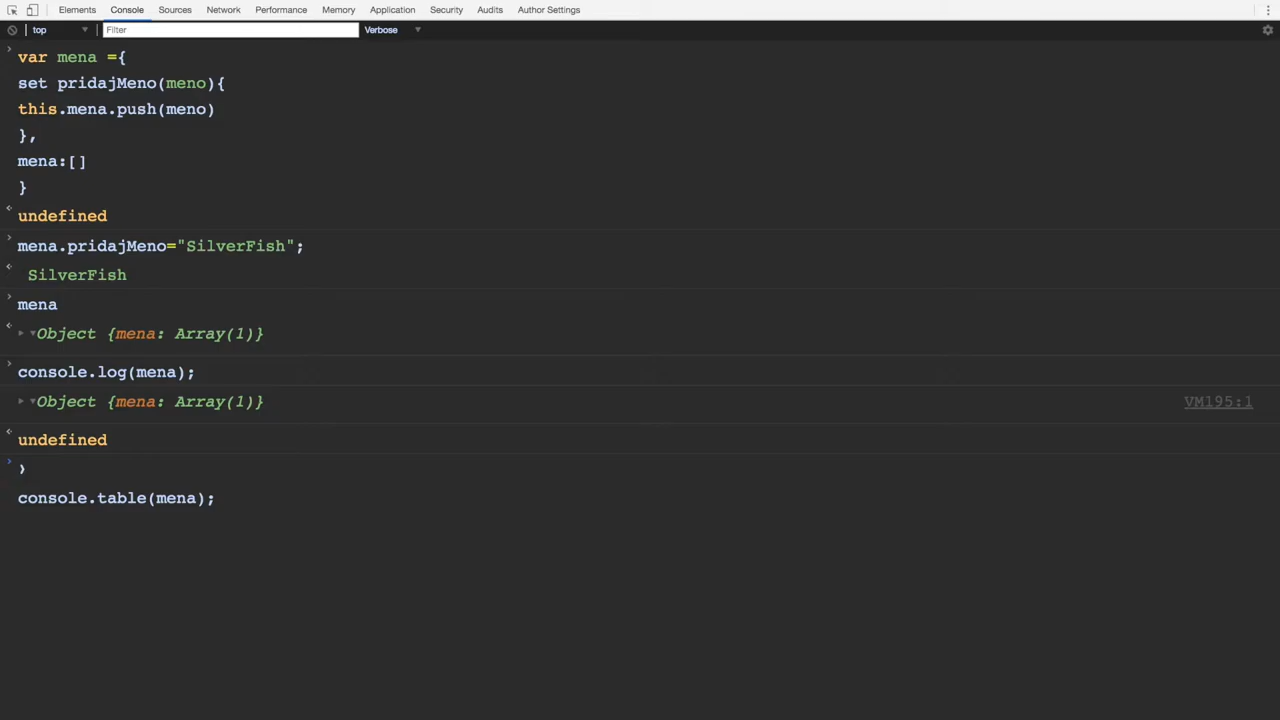 Elements Console Sources Network Performance Memory Application Security Audits Author Settings
top Filter Verbose
var mena ={
set pridajMeno(meno){
this.mena.push(meno)
},
mena:[]
}
undefined
mena.pridajMeno="SilverFish";
SilverFish
mena
Object {mena: Array(1)}
console.log(mena);
Object {mena: Array(1)} VM195:1
undefined
console.table(mena);